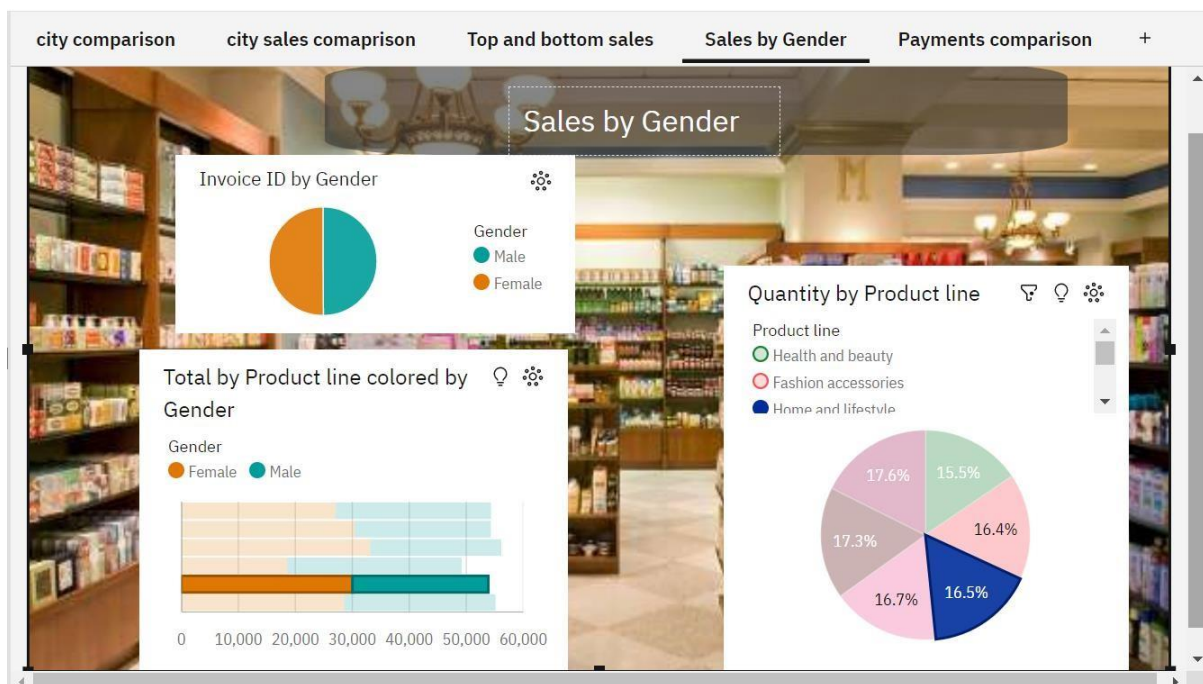 city comparison
city sales comaprison
Top and bottom sales
Sales by Gender
Payments comparison
+
Sales by Gender
M
Invoice ID by Gender
Gender
Male
Female
Total by Product line colored by
Gender
Gender
Female
Male
0
10,000
20,000
30,000
40,000
50,000
60,000
Quantity by Product line
Product line
Health and beauty
Fashion accessories
Home and lifestyle
17.6%
15.5%
17.3%
16.4%
16.7%
16.5%